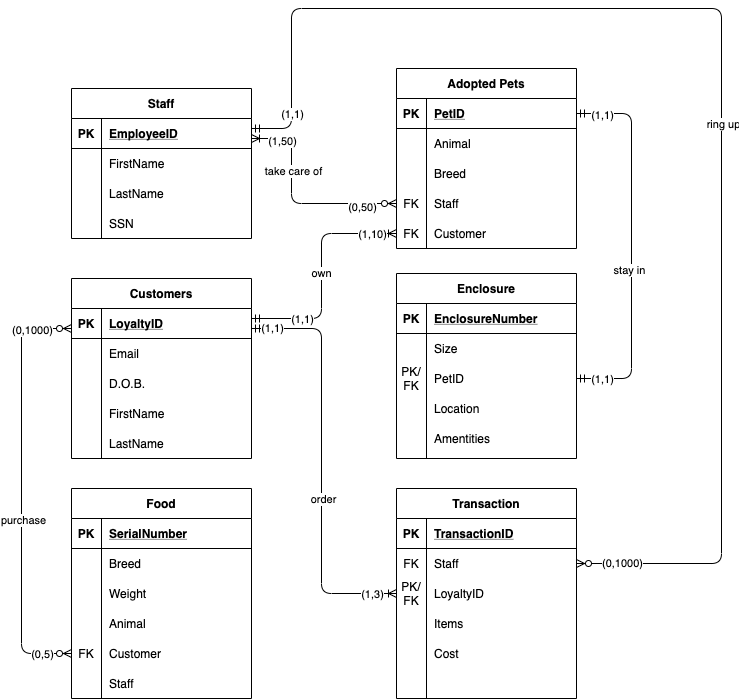 (1,1)
ring up
Staff
PK EmployeeID
FirstName
LastName
SSN
(1,50)
take care of
(0,50)
Adopted Pets
PK PetID
Animal
Breed
FK Staff
FK Customer
(1,1)
stay in
(1,1)
(1,10)
own
(1,1)
(1,1)
Customers
PK LoyaltyID
Email
D.O.B.
FirstName
LastName
(0,1000)
purchase
(0,5)
Enclosure
PK EnclosureNumber
Size
PK/
FK PetID
Location
Amentities
order
(1,3)
Food
PK SerialNumber
Breed
Weight
Animal
FK Customer
Staff
Transaction
PK TransactionID
FK Staff
PK/
FK LoyaltyID
Items
Cost
(0,1000)